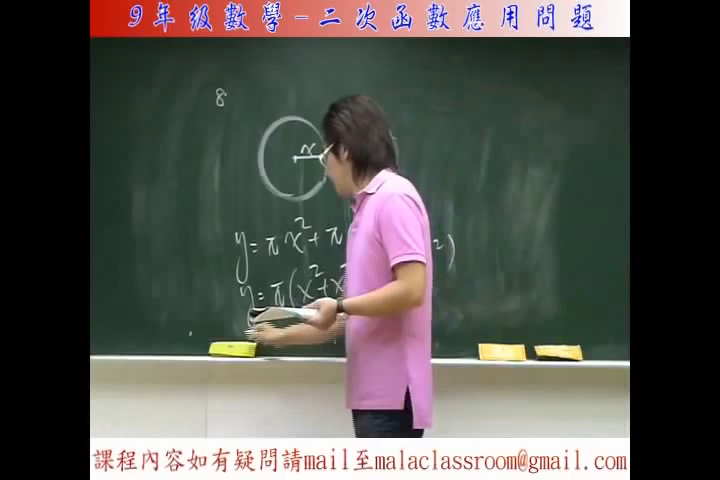 9年級數學-二次函數應用問題
8
x
y=πx²+π ²)
y=π(x²+x²
課程內容如有疑問請mail至malaclassroom@gmail.com